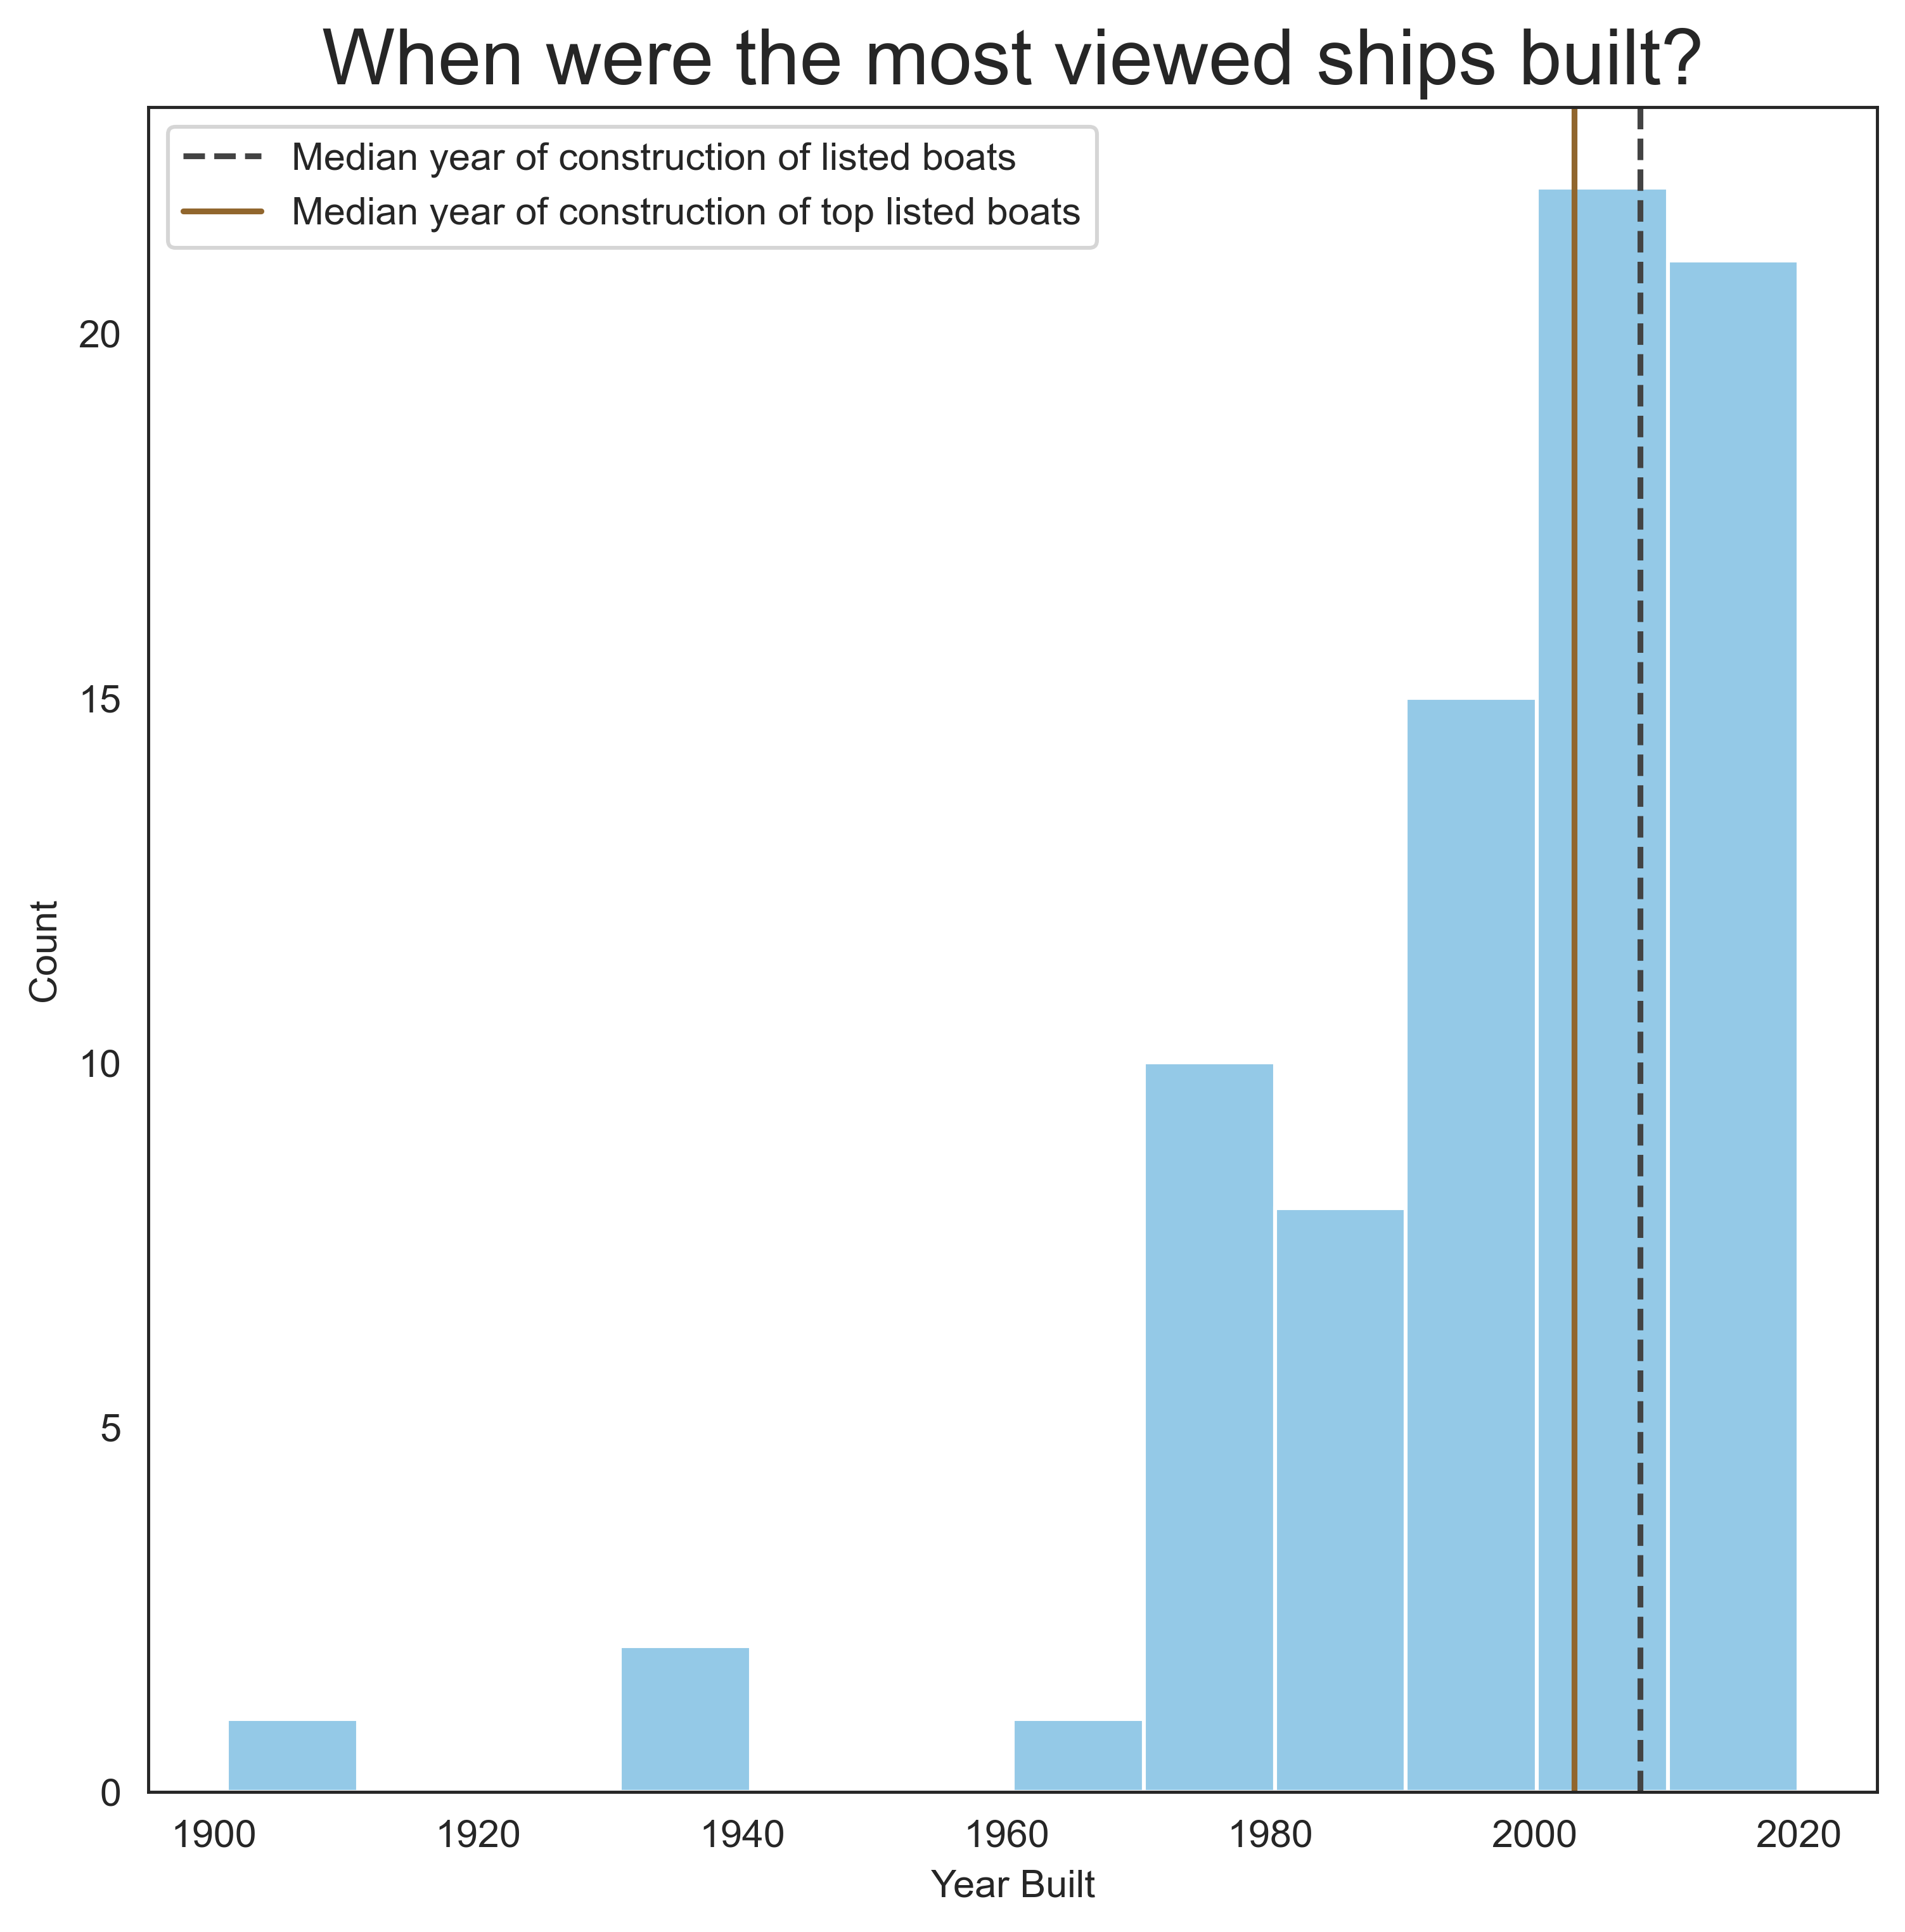 When were the most viewed ships built?
Median year of construction of listed boats
Median year of construction of top listed boats
20
15
10
5
0
Count
1900 1920 1940 1960 1980 2000 2020
Year Built